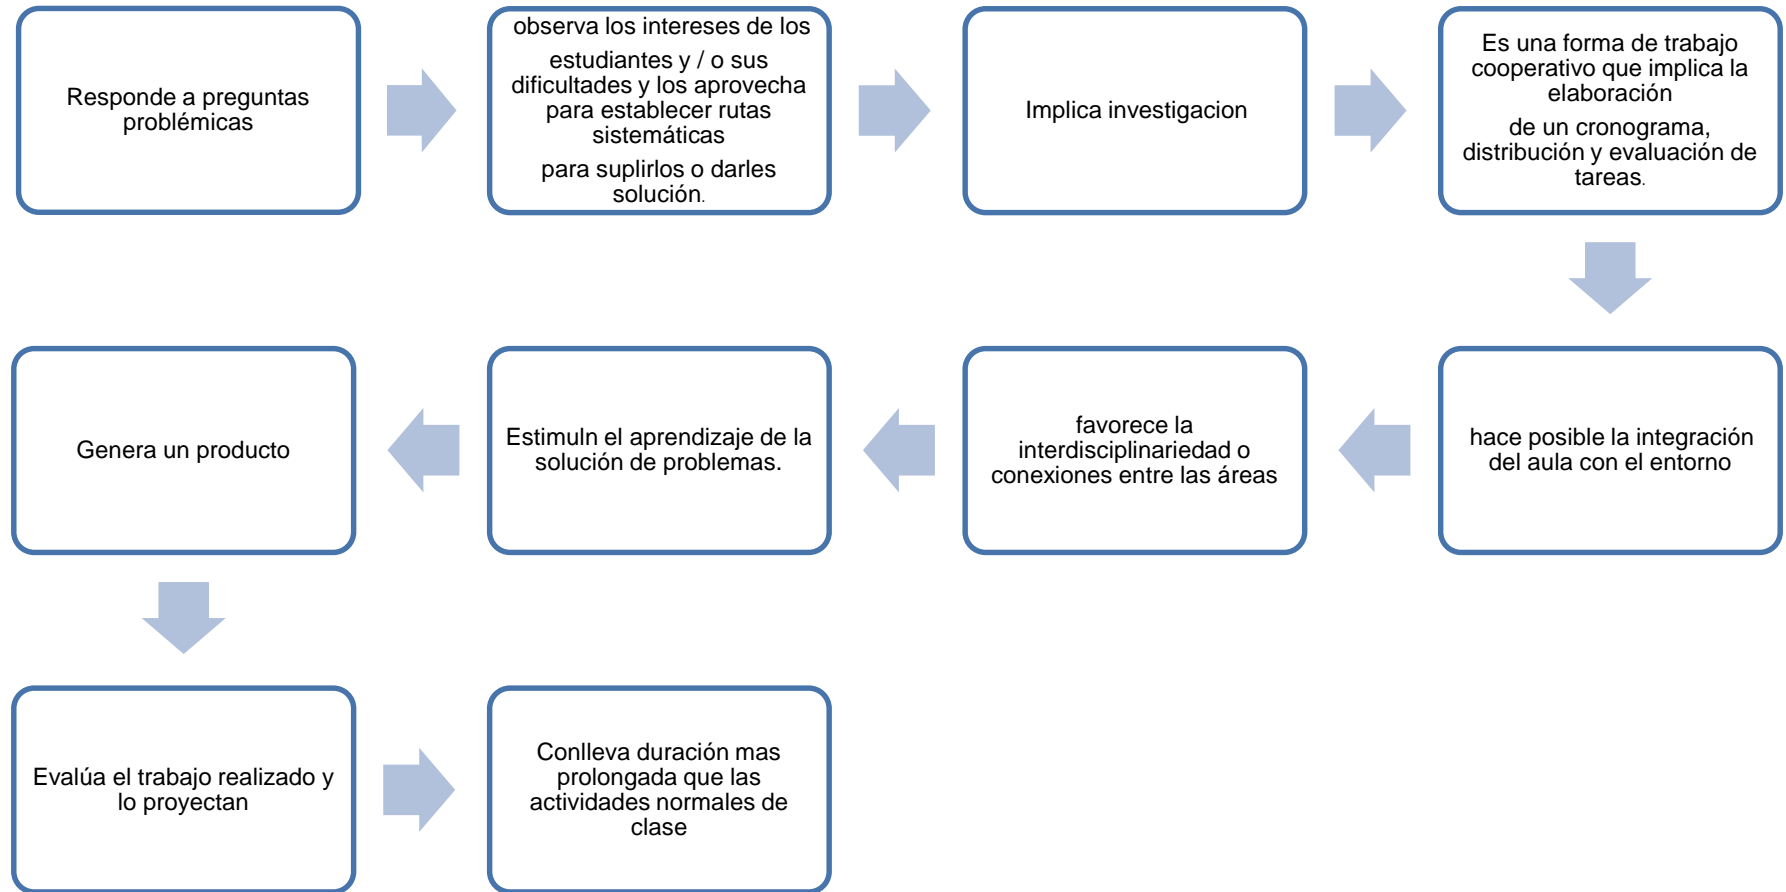 Responde a preguntas
problémicas
observa los intereses de los
estudiantes y / o sus
dificultades y los aprovecha
para establecer rutas
sistemáticas
para suplirlos o darles
solución.
Implica investigacion
Es una forma de trabajo
cooperativo que implica la
elaboración
de un cronograma,
distribución y evaluación de
tareas.
hace posible la integración
del aula con el entorno
favorece la
interdisciplinariedad o
conexiones entre las áreas
Estimuln el aprendizaje de la
solución de problemas.
Genera un producto
Evalúa el trabajo realizado y
lo proyectan
Conlleva duración mas
prolongada que las
actividades normales de
clase